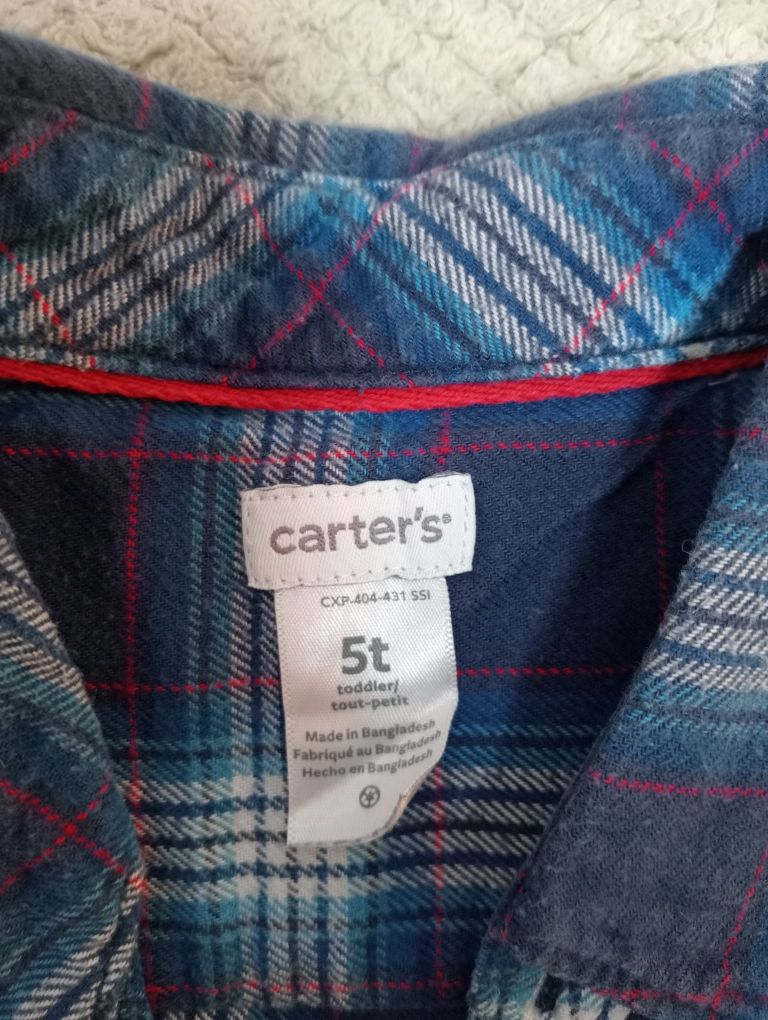 carter's®
CXP-404-431 SSI
5t
toddler/
tout-petit
Made in Bangladesh
Fabriqué au Bangladesh
Hecho en Bangladesh